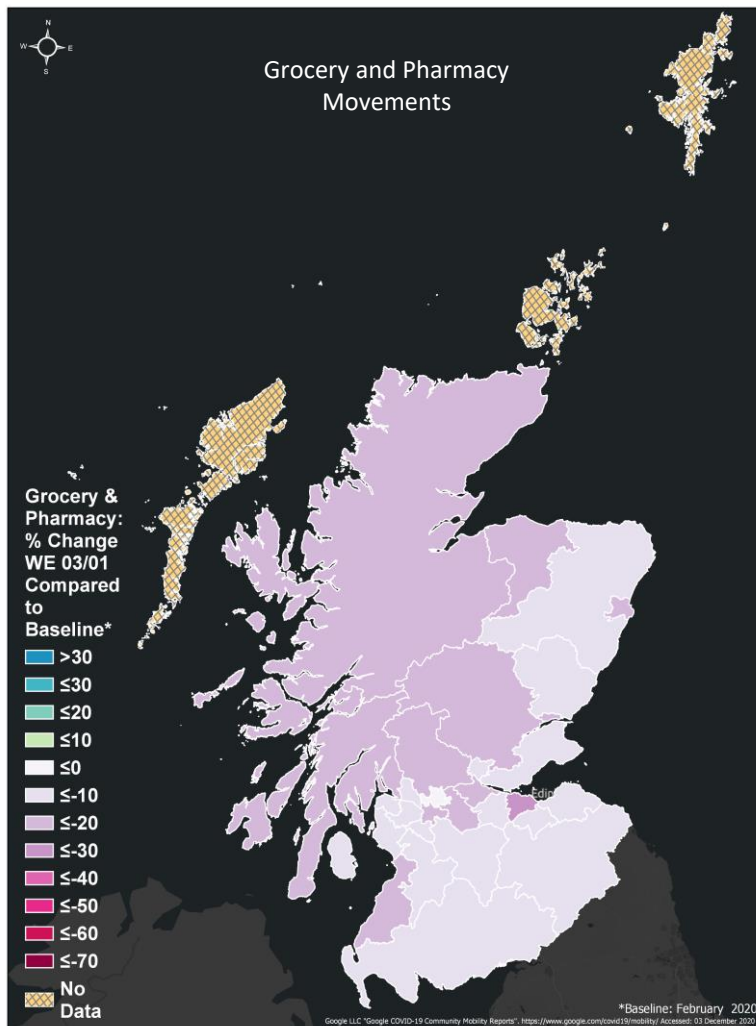 N
W E
S
Grocery and Pharmacy
Movements
Grocery &
Pharmacy:
% Change
WE 03/01
Compared
to
Baseline*
>30
≤30
≤20
≤10
≤0
≤-10
≤-20
≤-30
≤-40
≤-50
≤-60
≤-70
No
Data
Edin
*Baseline: February 2020
Google LLC "Google COVID-19 Community Mobility Reports". https://www.google.com/covid19/mobility/ Accessed: 03 December 2020